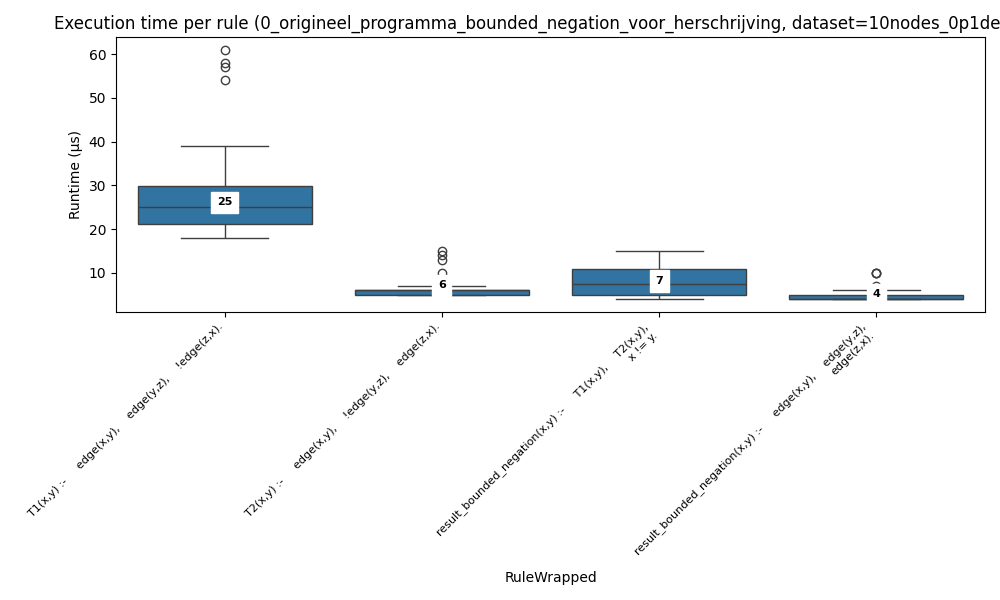 Execution time per rule (0_origineel_programma_bounded_negation_voor_herschrijving, dataset=10nodes_0p1de
Runtime (µs)
60
50
40
30
20
10
25
6
7
4
T1(x,y) :- edge(x,y), edge(y,z), !edge(z,x).
T2(x,y) :- edge(x,y), !edge(y,z), edge(z,x).
result_bounded_negation(x,y) :- T1(x,y), T2(x,y),
x != y.
result_bounded_negation(x,y) :- edge(x,y), edge(y,z),
edge(z,x).
RuleWrapped